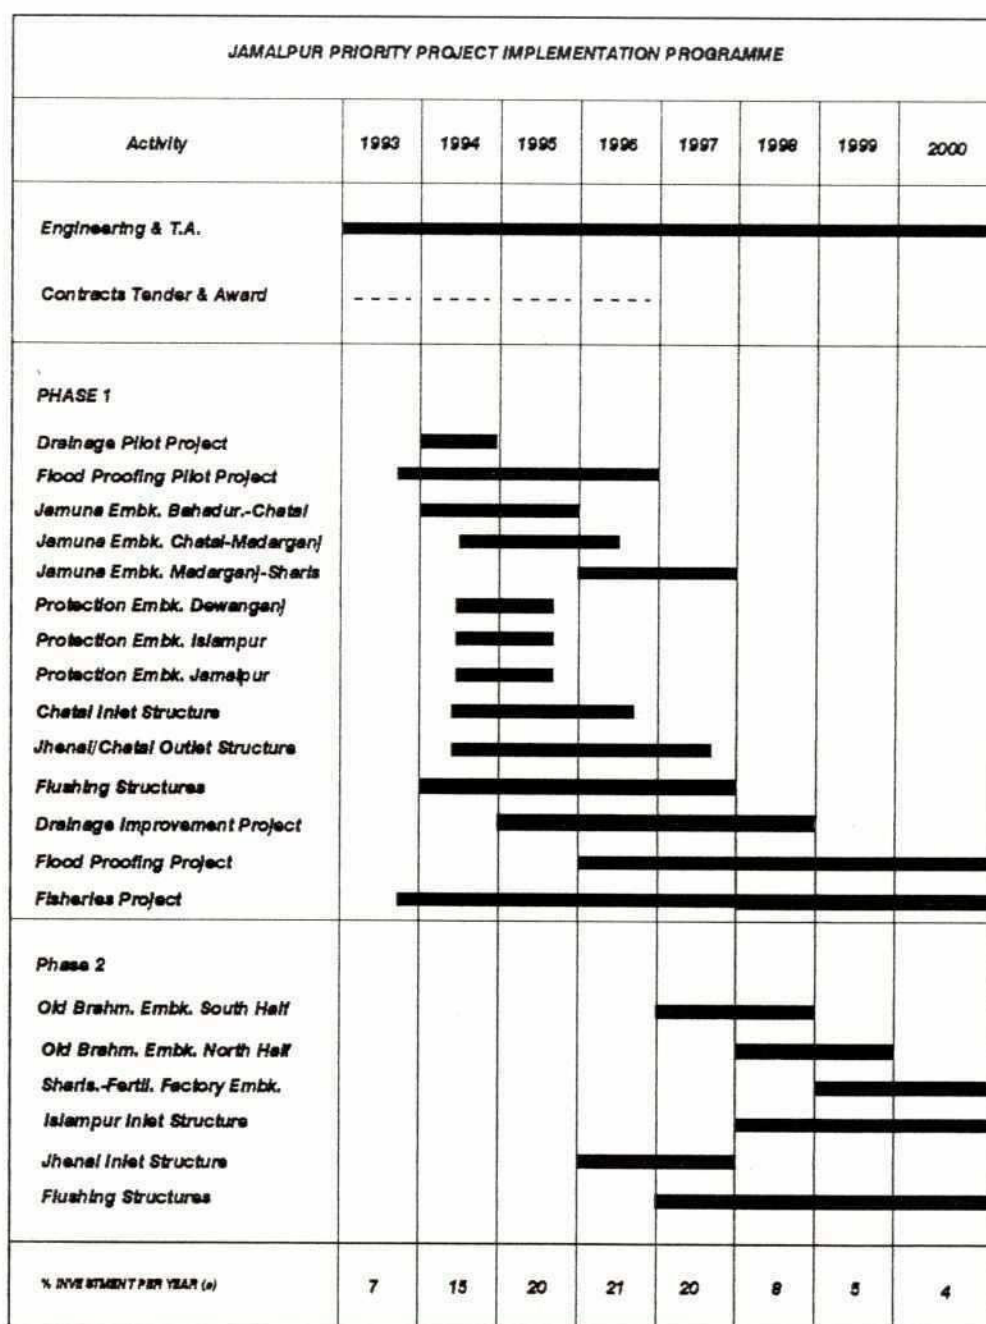 JAMALPUR PRIORITY PROJECT IMPLEMENTATION PROGRAMME
Activity 1993 1994 1995 1996 1997 1998 1999 2000
Engineering & T.A.
Contracts Tender & Award
PHASE 1
Drainage Pilot Project
Flood Proofing Pilot Project
Jamuna Embk. Bahadur.-Chatal
Jamuna Embk. Chatal-Madarganj
Jamuna Embk. Madarganj-Sharis
Protection Embk. Dewanganj
Protection Embk. Islampur
Protection Embk. Jamalpur
Chatal Inlet Structure
Jhenai/Chatal Outlet Structure
Flushing Structures
Drainage Improvement Project
Flood Proofing Project
Fisheries Project
Phase 2
Old Brahm. Embk. South Half
Old Brahm. Embk. North Half
Sharis.-Fertil. Factory Embk.
Islampur Inlet Structure
Jhenai Inlet Structure
Flushing Structures
% INVESTMENT PER YEAR (a) 7 15 20 21 20 8 5 4